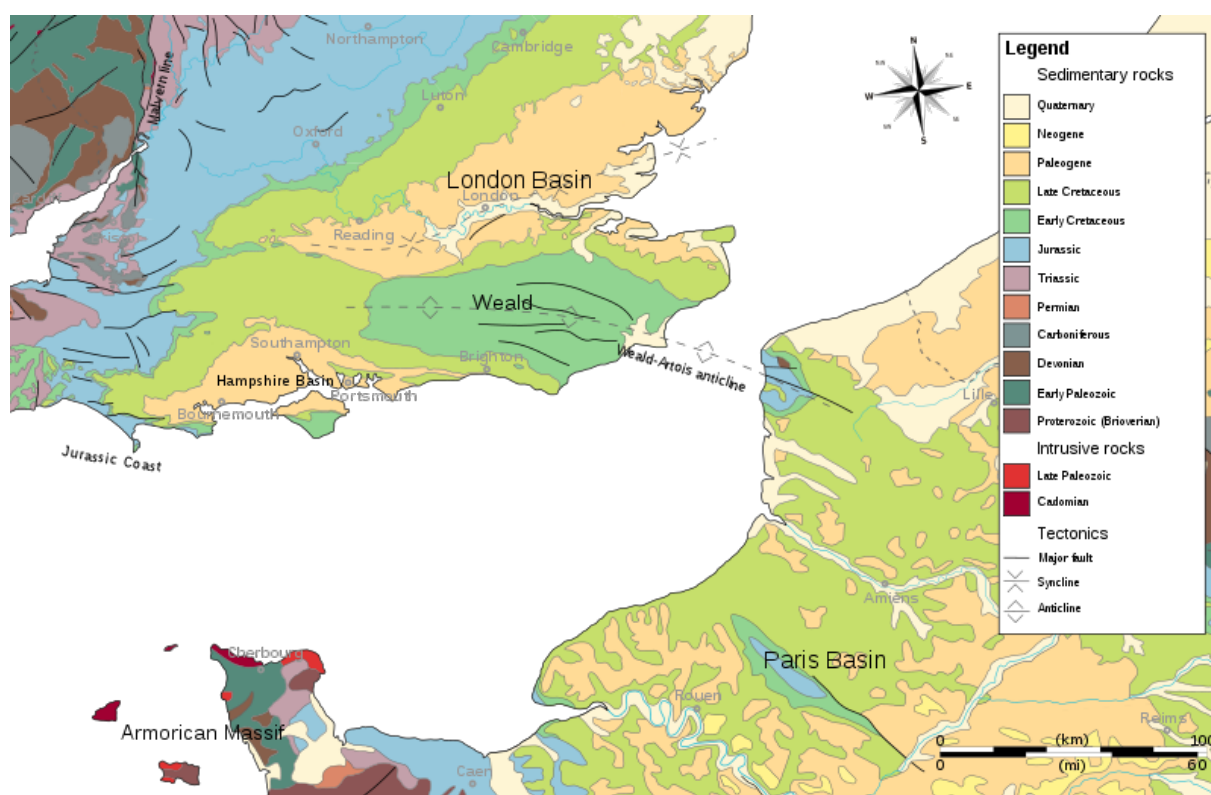 Northampton
Cambridge
Malvern line
Luton
Oxford
London Basin
London
Reading
Weald
Southampton
Hampshire Basin
Portsmouth
Bournemouth
Brighton
Weald-Artois anticline
Jurassic Coast
Lille
Amiens
Cherbourg
Armorican Massif
Paris Basin
Rouen
Reims
Caen
N
E
S
W
Legend
Sedimentary rocks
Quaternary
Neogene
Paleogene
Late Cretaceous
Early Cretaceous
Jurassic
Triassic
Permian
Carboniferous
Devonian
Early Paleozoic
Proterozoic (Brioverian)
Intrusive rocks
Late Paleozoic
Cadomian
Tectonics
Major fault
Syncline
Anticline
0 (km) 100
0 (mi) 60